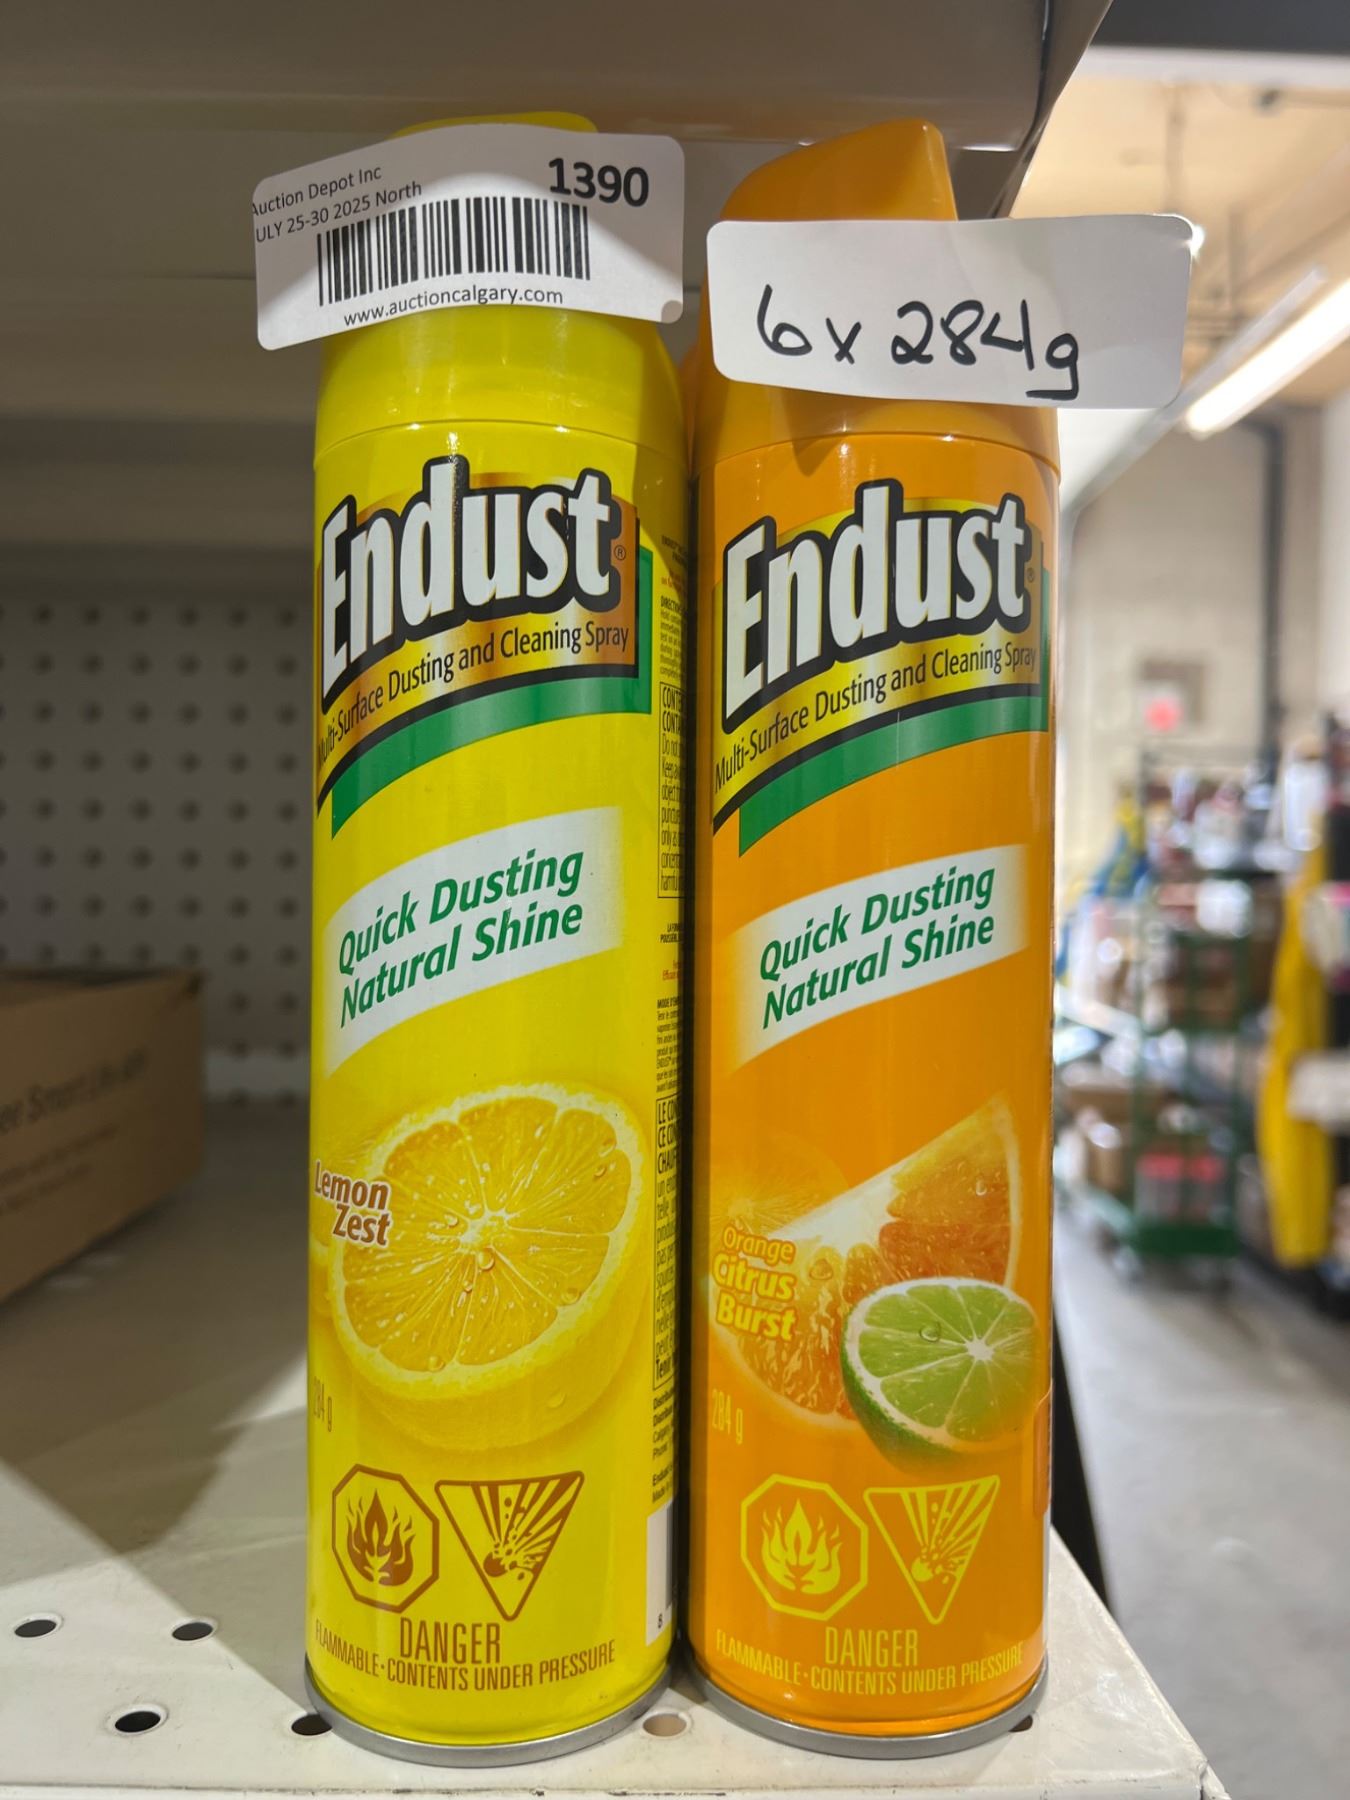 Auction Depot Inc
1390
ULY 25-30 2025 North
www.auctioncalgary.com
6 x 284g
Endust®
Multi-Surface Dusting and Cleaning Spray
Quick Dusting
Natural Shine
Lemon
Zest
284 g
DANGER
FLAMMABLE·CONTENTS UNDER PRESSURE
Endust®
Multi-Surface Dusting and Cleaning Spray
Quick Dusting
Natural Shine
Orange
Citrus
Burst
284 g
DANGER
FLAMMABLE·CONTENTS UNDER PRESSURE